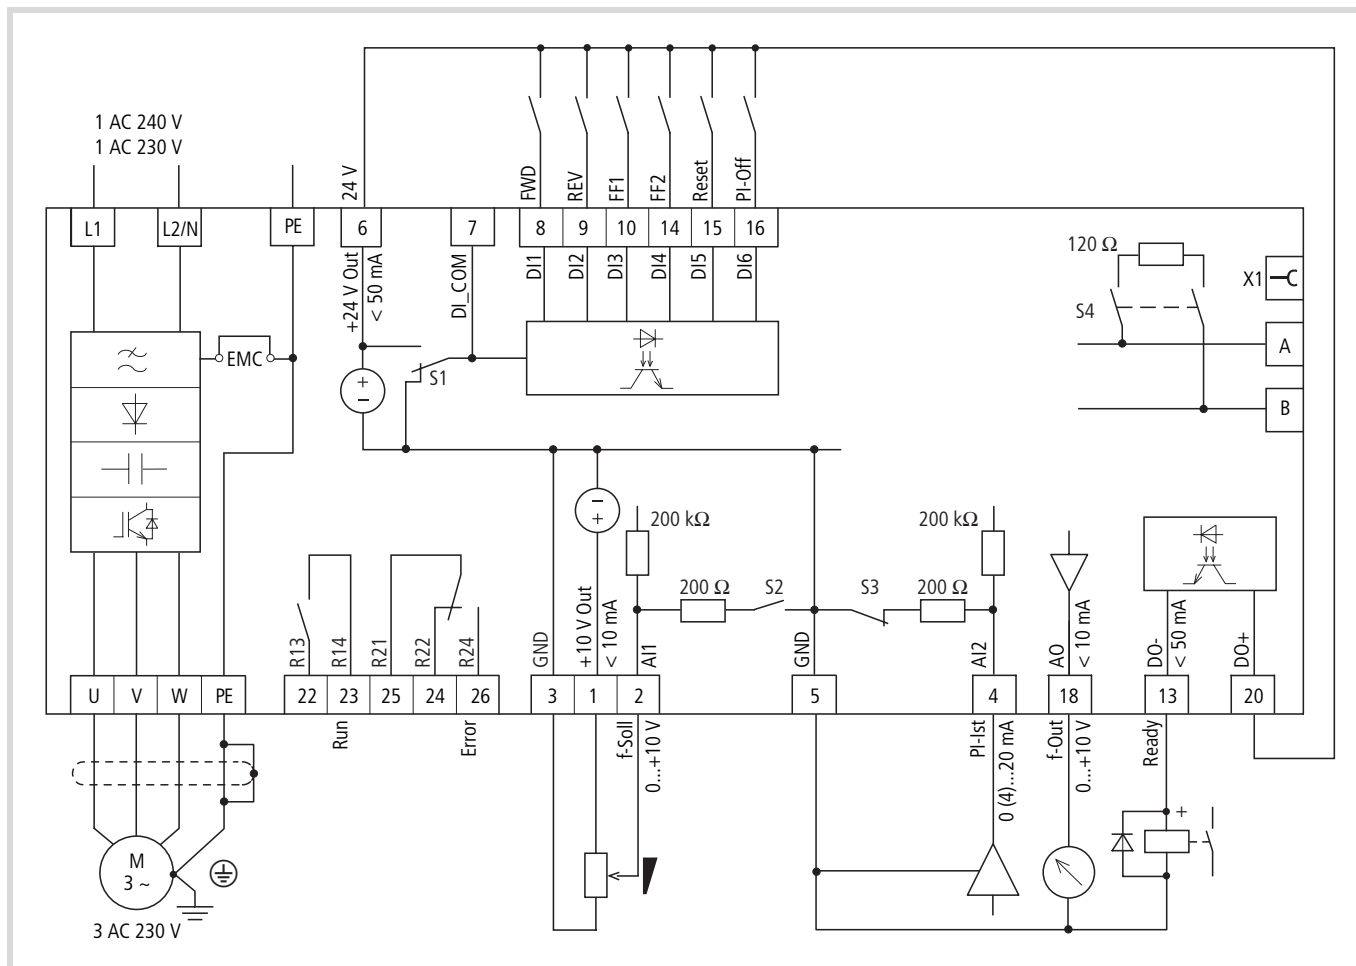 1 AC 240 V
1 AC 230 V
24 V
FWD
REV
FF1
FF2
Reset
PI-Off
L1
L2/N
PE
6
7
8
9
10
14
15
16
+24 V Out
< 50 mA
DI_COM
DI1
DI2
DI3
DI4
DI5
DI6
120 Ω
X1
S4
A
B
EMC
+
−
S1
−
+
200 kΩ
200 Ω
S2
S3
200 Ω
200 kΩ
R13
R14
R21
R22
R24
GND
+10 V Out
< 10 mA
AI1
GND
AI2
AO
< 10 mA
DO-
< 50 mA
DO+
U
V
W
PE
22
23
25
24
26
3
1
2
5
4
18
13
20
Run
Error
f-Soll
0...+10 V
PI-Ist
0 (4)...20 mA
f-Out
0...+10 V
Ready
+
M
3 ~
3 AC 230 V